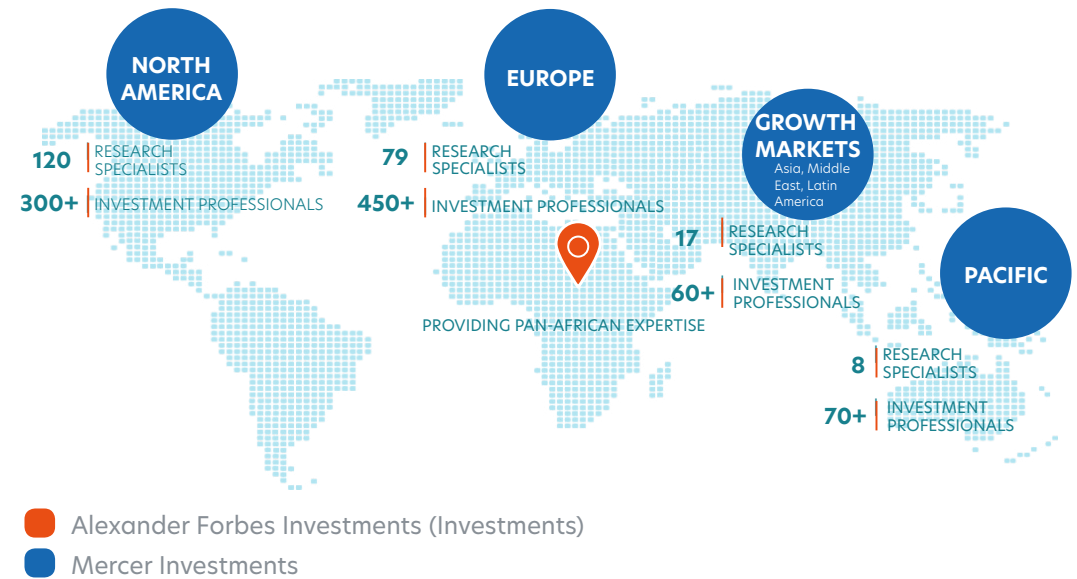 NORTH
AMERICA
120
RESEARCH
SPECIALISTS
300+
INVESTMENT PROFESSIONALS
EUROPE
79
RESEARCH
SPECIALISTS
450+
INVESTMENT PROFESSIONALS
PROVIDING PAN-AFRICAN EXPERTISE
GROWTH
MARKETS
Asia, Middle
East, Latin
America
17
RESEARCH
SPECIALISTS
60+
INVESTMENT
PROFESSIONALS
PACIFIC
8
RESEARCH
SPECIALISTS
70+
INVESTMENT
PROFESSIONALS
Alexander Forbes Investments (Investments)
Mercer Investments